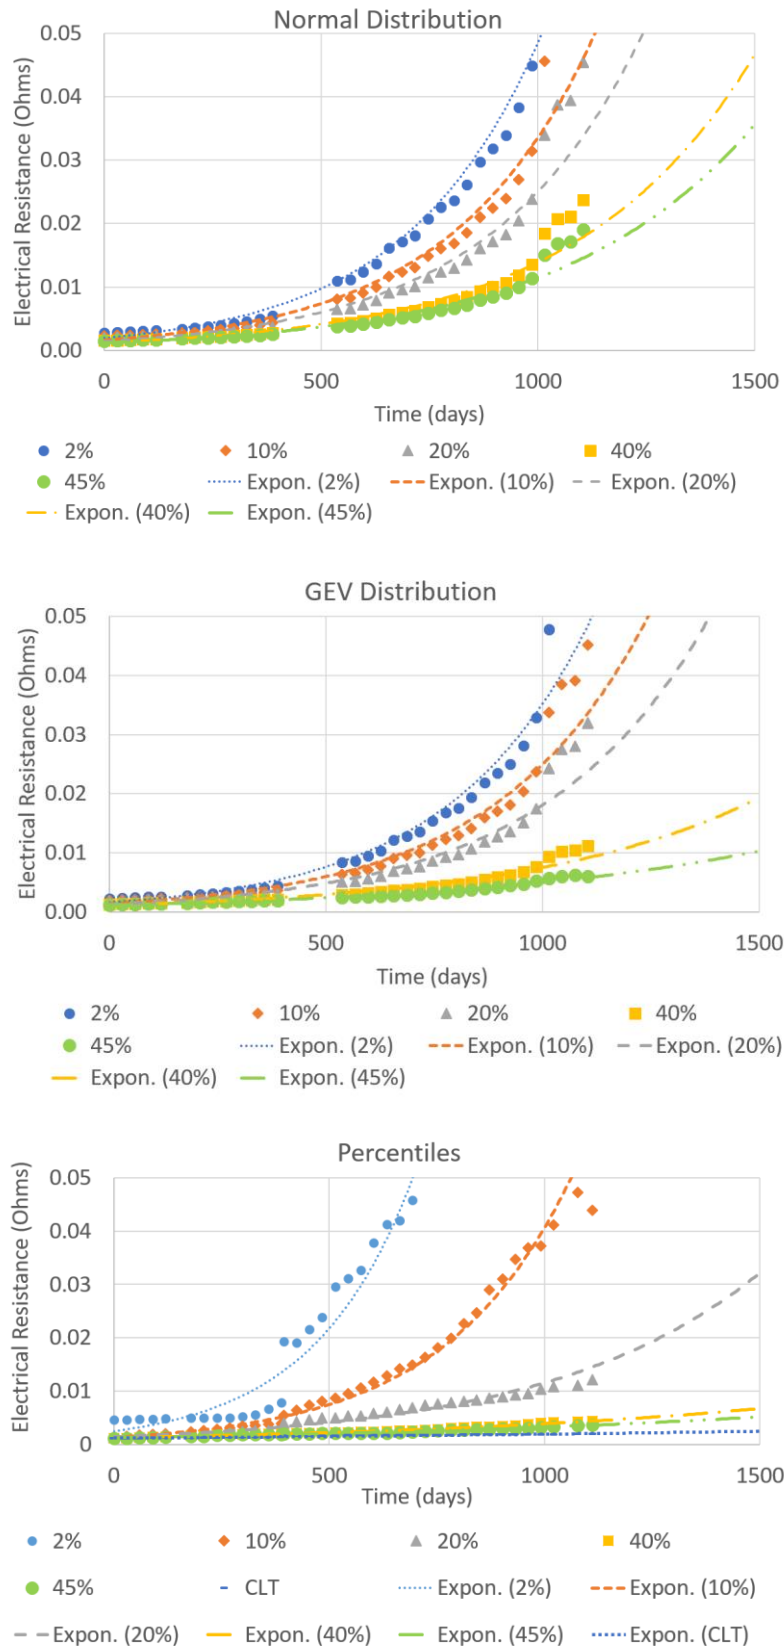 Normal Distribution
Electrical Resistance (Ohms)
0.05
0.04
0.03
0.02
0.01
0.00
0 500 1000 1500
Time (days)
2% 10% 20% 40%
45% Expon. (2%) Expon. (10%) Expon. (20%)
Expon. (40%) Expon. (45%)
GEV Distribution
Electrical Resistance (Ohms)
0.05
0.04
0.03
0.02
0.01
0.00
0 500 1000 1500
Time (days)
2% 10% 20% 40%
45% Expon. (2%) Expon. (10%) Expon. (20%)
Expon. (40%) Expon. (45%)
Percentiles
Electrical Resistance (Ohms)
0.05
0.04
0.03
0.02
0.01
0
0 500 1000 1500
Time (days)
2% 10% 20% 40%
45% CLT Expon. (2%) Expon. (10%)
Expon. (20%) Expon. (40%) Expon. (45%) Expon. (CLT)